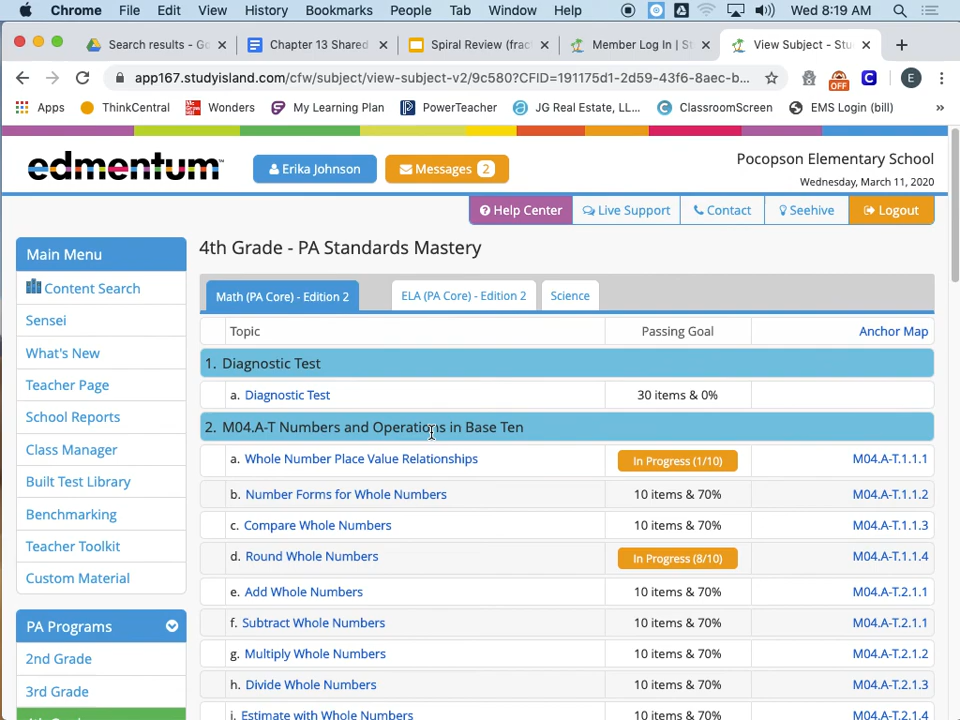 Chrome File Edit View History Bookmarks People Tab Window Help Wed 8:19 AM
Search results - Go Chapter 13 Shared Spiral Review (frac Member Log In | St View Subject - Stu
app167.studyisland.com/cfw/subject/view-subject-v2/9c580?CFID=191175d1-2d59-43f6-8aec-b... OFF C E
Apps ThinkCentral Wonders My Learning Plan PowerTeacher JG Real Estate, LL... ClassroomScreen EMS Login (bill) »
edmentum™ Erika Johnson Messages 2 Pocopson Elementary School
Wednesday, March 11, 2020
Help Center Live Support Contact Seehive Logout
Main Menu
Content Search
Sensei
What's New
Teacher Page
School Reports
Class Manager
Built Test Library
Benchmarking
Teacher Toolkit
Custom Material
PA Programs
2nd Grade
3rd Grade
4th Grade - PA Standards Mastery
Math (PA Core) - Edition 2 ELA (PA Core) - Edition 2 Science
Topic Passing Goal Anchor Map
1. Diagnostic Test
a. Diagnostic Test 30 items & 0%
2. M04.A-T Numbers and Operations in Base Ten
a. Whole Number Place Value Relationships In Progress (1/10) M04.A-T.1.1.1
b. Number Forms for Whole Numbers 10 items & 70% M04.A-T.1.1.2
c. Compare Whole Numbers 10 items & 70% M04.A-T.1.1.3
d. Round Whole Numbers In Progress (8/10) M04.A-T.1.1.4
e. Add Whole Numbers 10 items & 70% M04.A-T.2.1.1
f. Subtract Whole Numbers 10 items & 70% M04.A-T.2.1.1
g. Multiply Whole Numbers 10 items & 70% M04.A-T.2.1.2
h. Divide Whole Numbers 10 items & 70% M04.A-T.2.1.3
i. Estimate with Whole Numbers 10 items & 70% M04.A-T.2.1.4